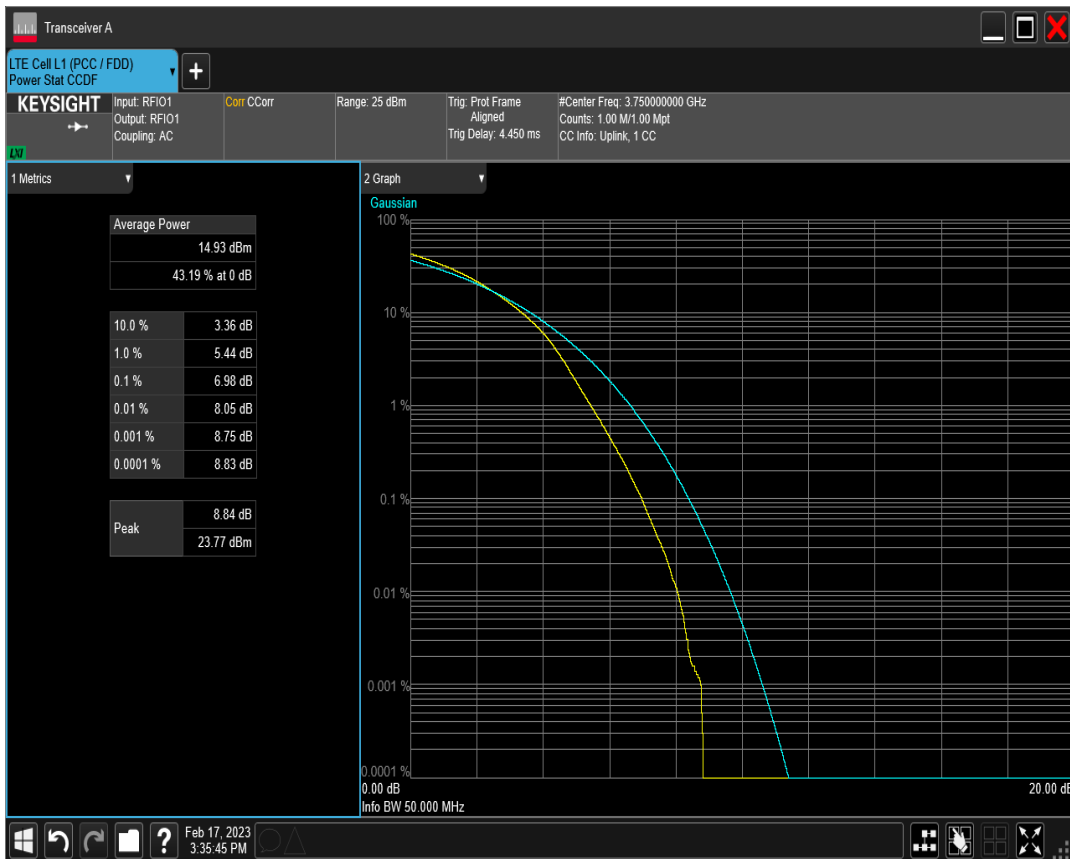 Transceiver A
LTE Cell L1 (PCC / FDD)
Power Stat CCDF
KEYSIGHT
LXI
Input: RFIO1
Output: RFIO1
Coupling: AC
Corr CCorr
Range: 25 dBm
Trig: Prot Frame
Aligned
Trig Delay: 4.450 ms
#Center Freq: 3.750000000 GHz
Counts: 1.00 M/1.00 Mpt
CC Info: Uplink, 1 CC
1 Metrics
Average Power
14.93 dBm
43.19 % at 0 dB
10.0 % 3.36 dB
1.0 % 5.44 dB
0.1 % 6.98 dB
0.01 % 8.05 dB
0.001 % 8.75 dB
0.0001 % 8.83 dB
Peak
8.84 dB
23.77 dBm
2 Graph
Gaussian
100 %
10 %
1 %
0.1 %
0.01 %
0.001 %
0.0001 %
0.00 dB 20.00 dB
Info BW 50.000 MHz
Feb 17, 2023
3:35:45 PM